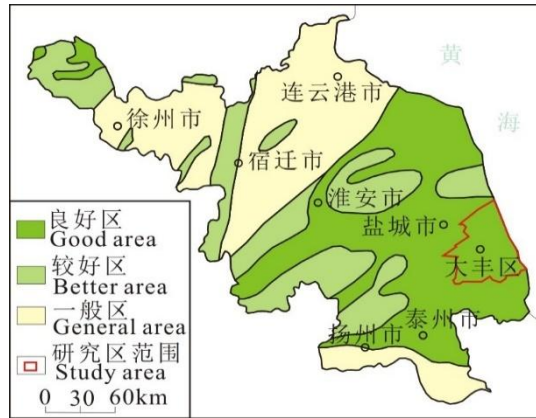 黄
海
连云港市
徐州市
宿迁市
淮安市
盐城市
大丰区
泰州市
扬州市
良好区
Good area
较好区
Better area
一般区
General area
研究区范围
Study area
0 30 60km